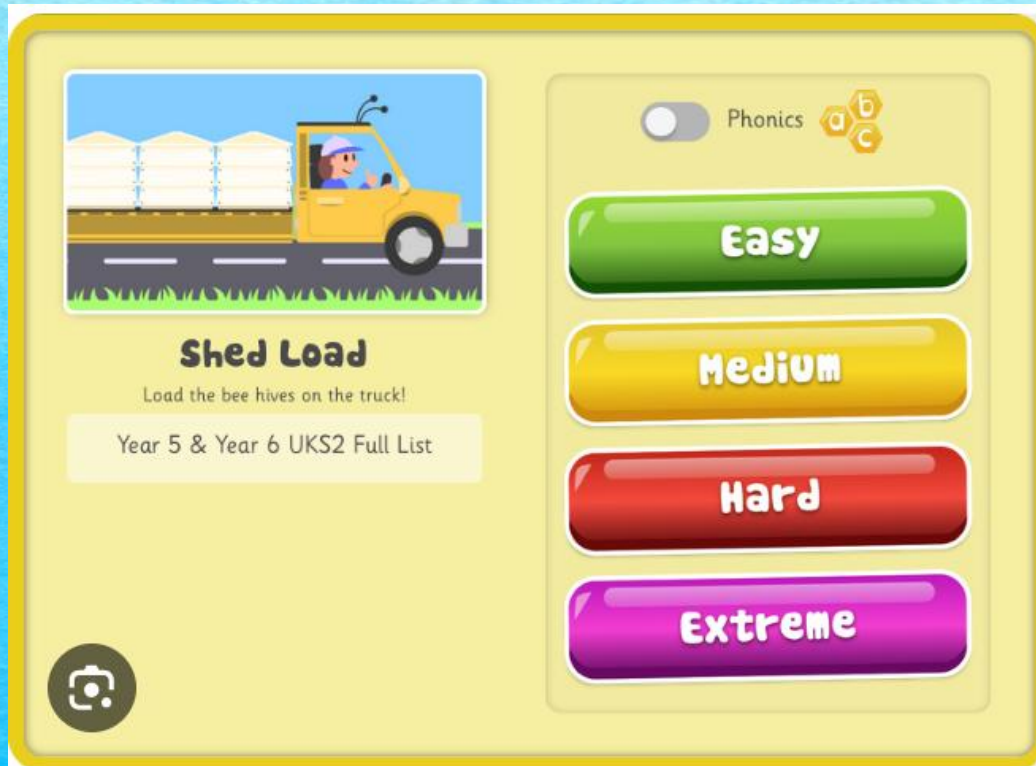 Shed Load
Load the bee hives on the truck!
Year 5 & Year 6 UKS2 Full List
Phonics
a b c
Easy
Medium
Hard
Extreme